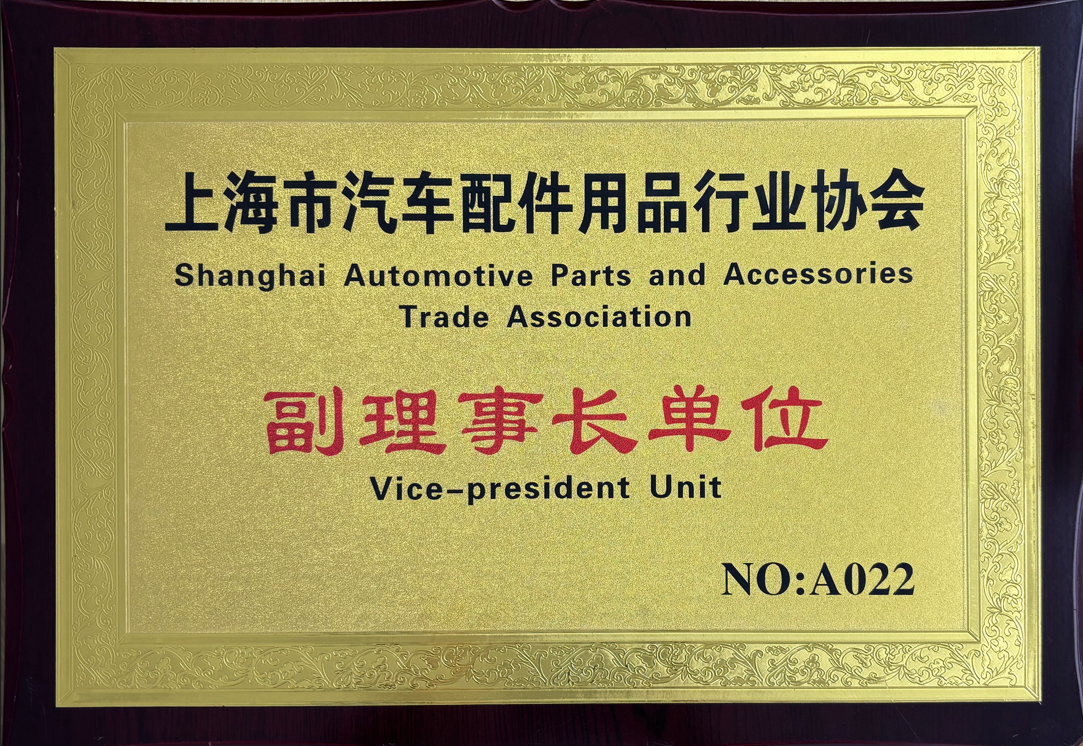 上海市汽车配件用品行业协会
Shanghai Automotive Parts and Accessories
Trade Association
副理事长单位
Vice-president Unit
NO:A022